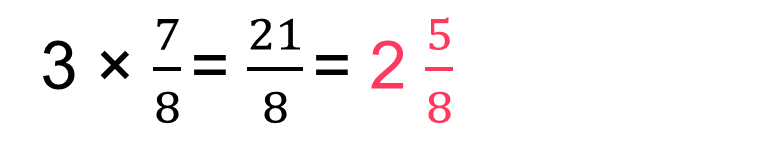 3 × 7/8 = 21/8 = 2 5/8